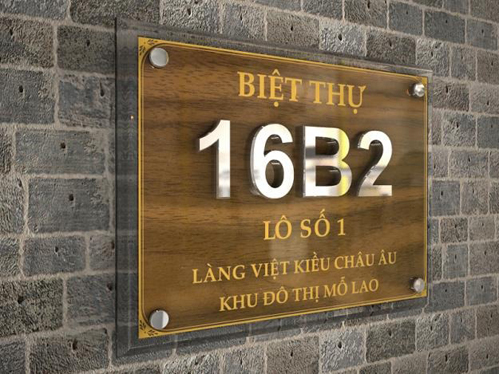 BIỆT THỰ
16B2
LÔ SỐ 1
LÀNG VIỆT KIỀU CHÂU ÂU
KHU ĐÔ THỊ MỖ LAO